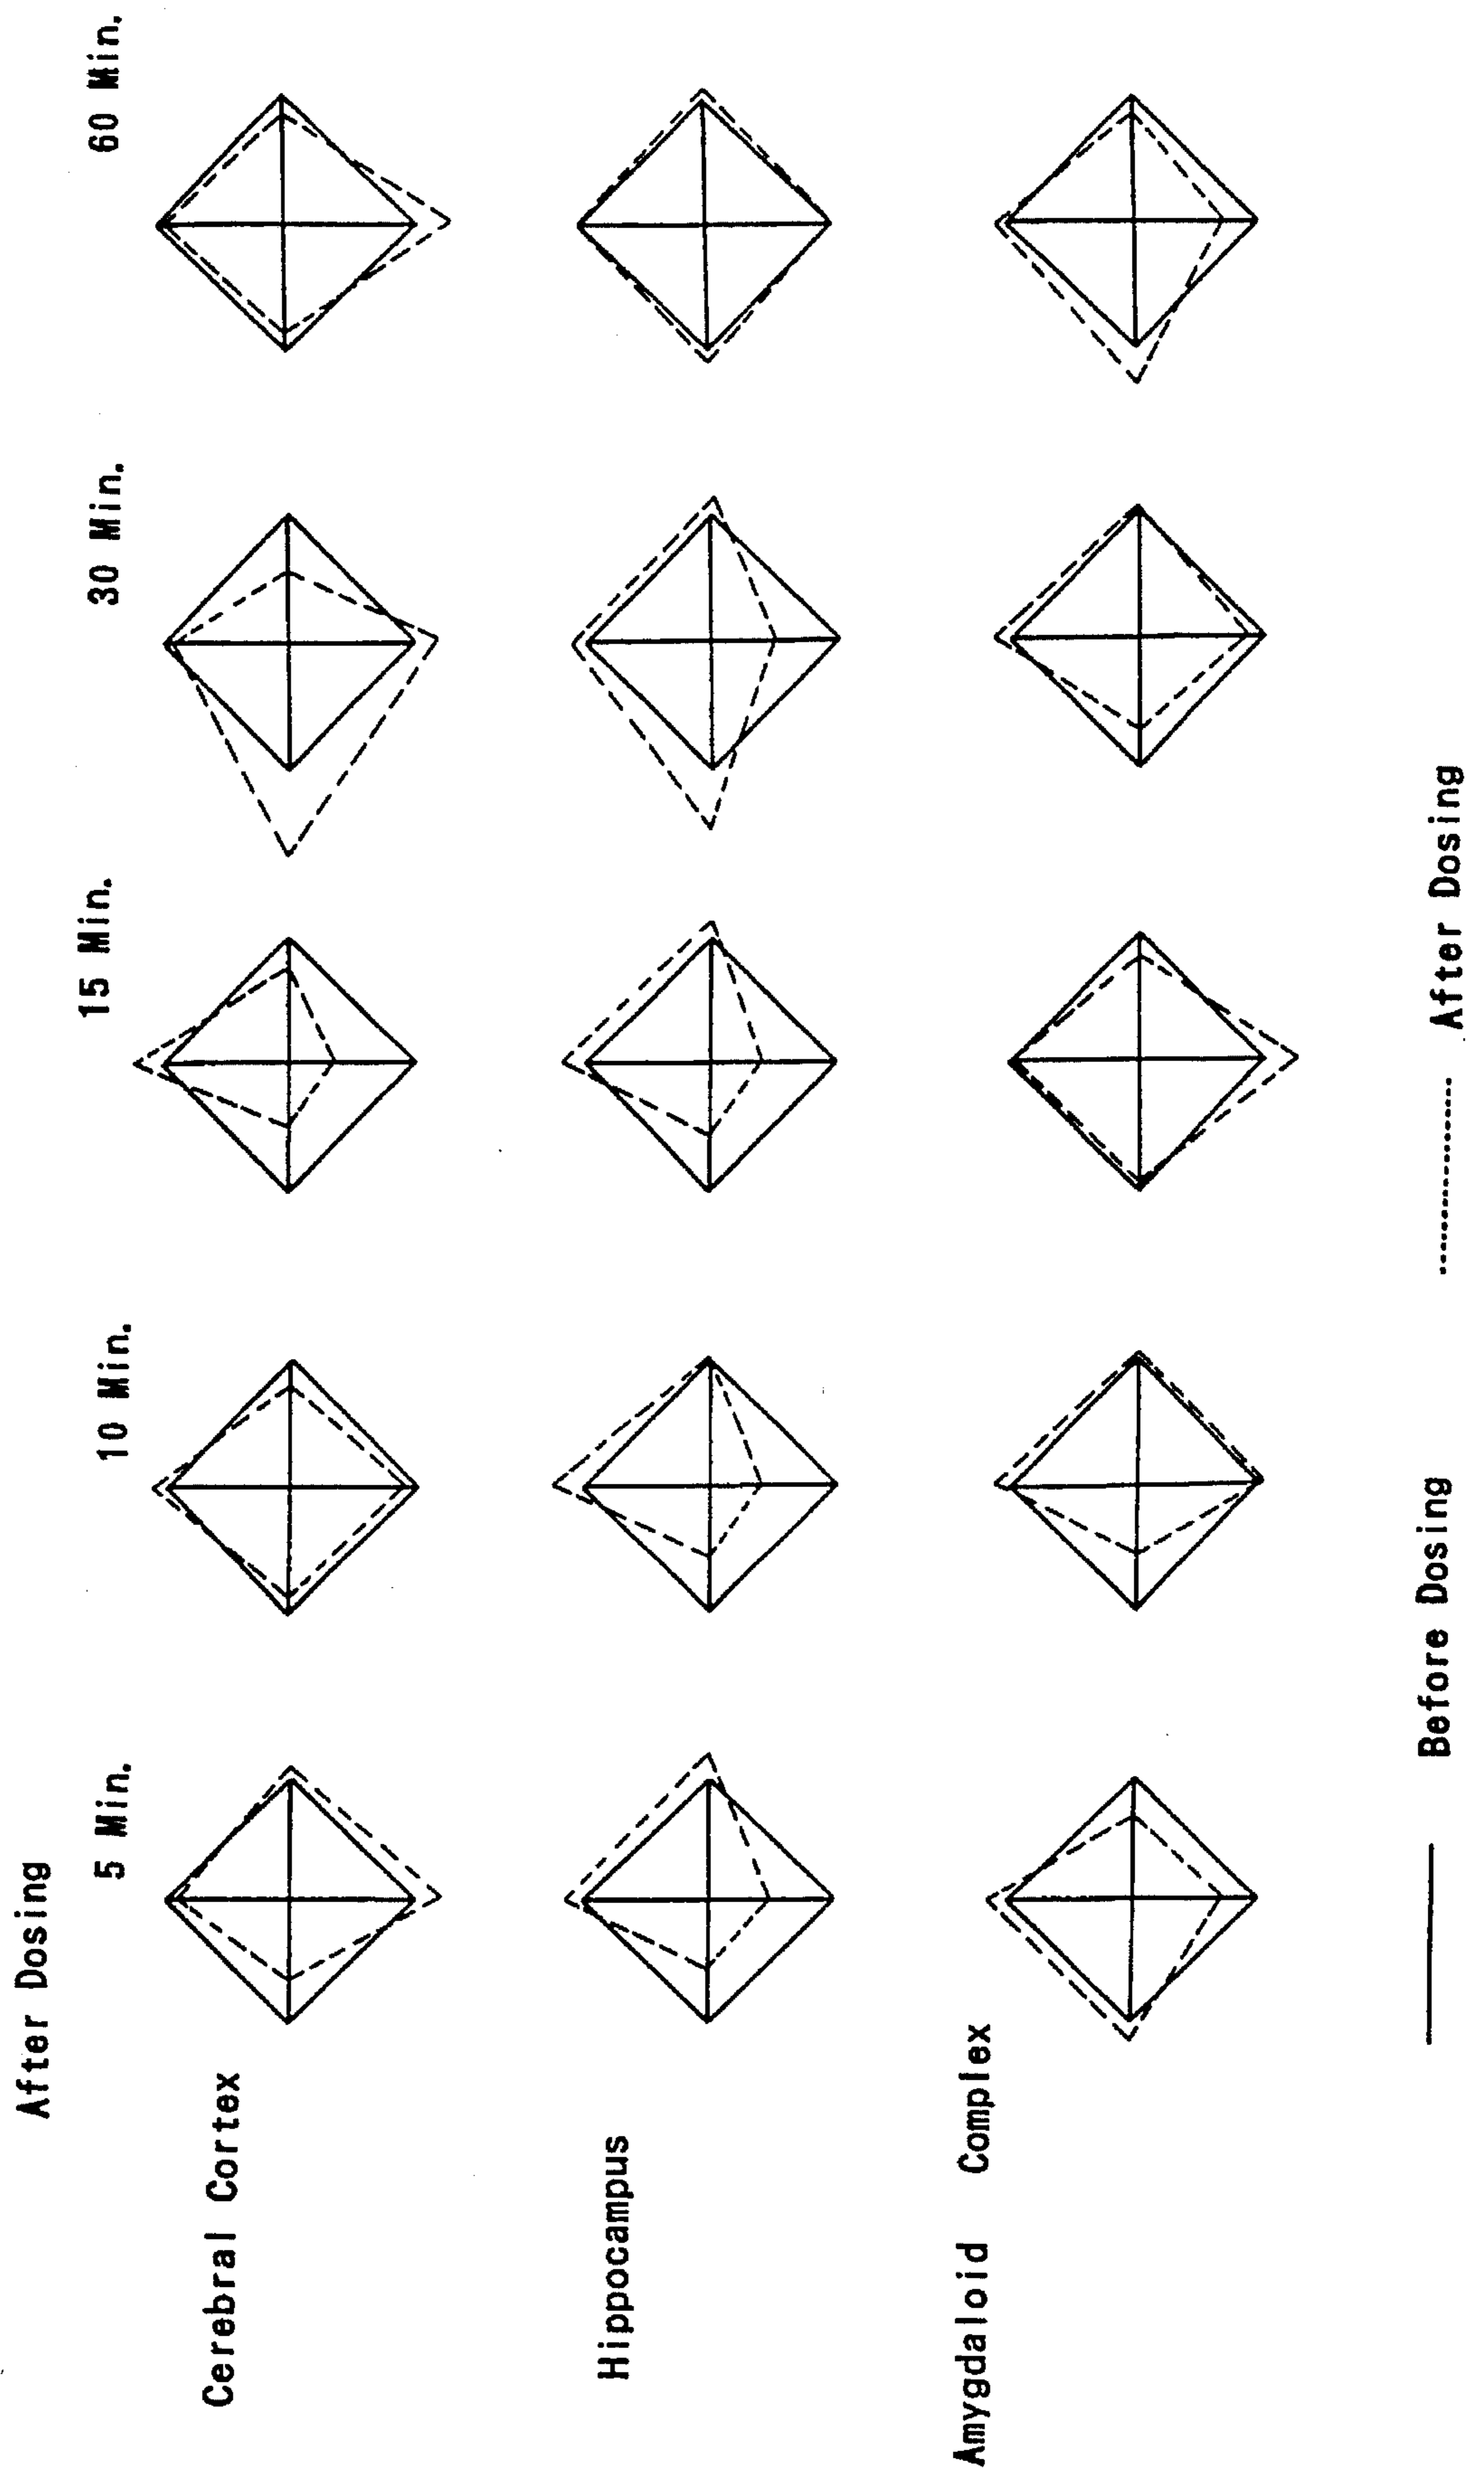 After Dosing
5 Min. 10 Min. 15 Min. 30 Min. 60 Min.
Cerebral Cortex
Hippocampus
Amygdaloid Complex
Before Dosing After Dosing